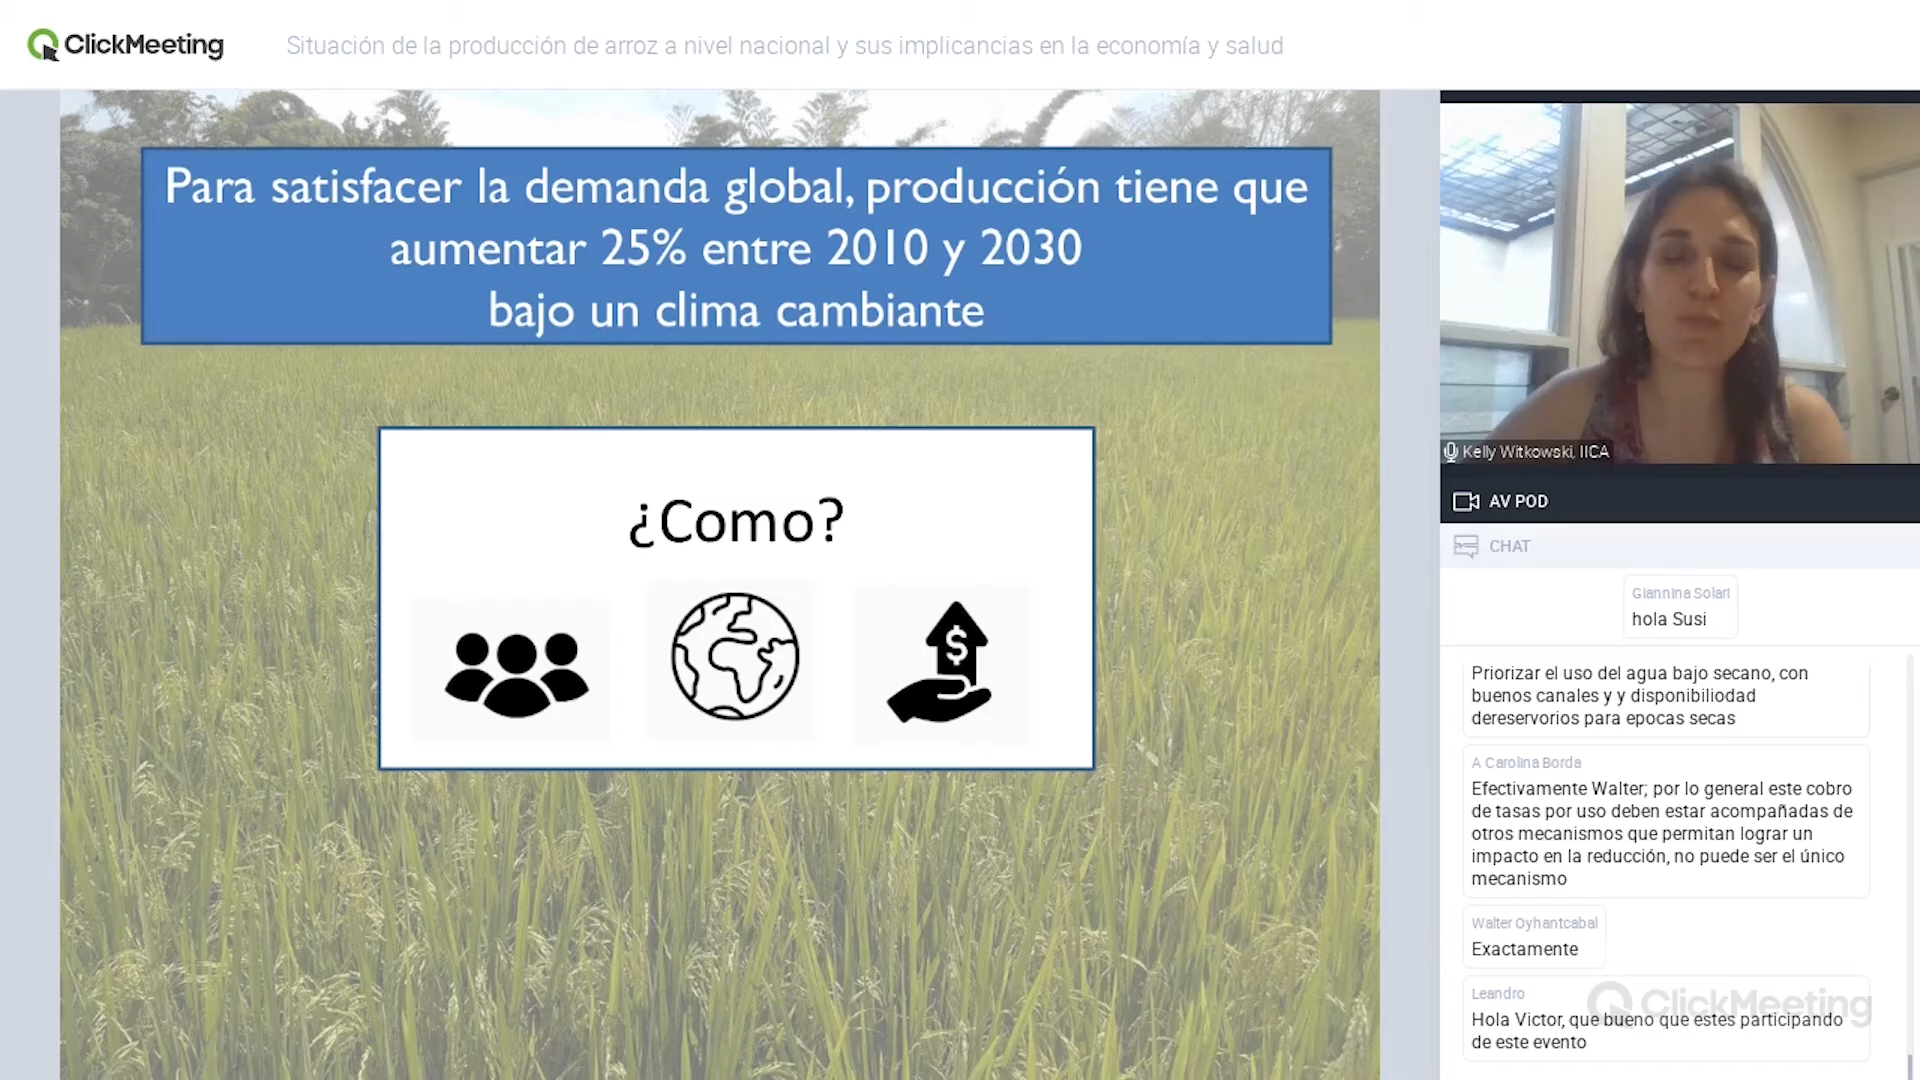 ClickMeeting
Situación de la producción de arroz a nivel nacional y sus implicancias en la economía y salud
Para satisfacer la demanda global, producción tiene que
aumentar 25% entre 2010 y 2030
bajo un clima cambiante
¿Como?
$
Kelly Witkowski, IICA
AV POD
CHAT
Giannina Solari
hola Susi
Priorizar el uso del agua bajo secano, con
buenos canales y y disponibiliodad
dereservorios para epocas secas
A Carolina Borda
Efectivamente Walter; por lo general este cobro
de tasas por uso deben estar acompañadas de
otros mecanismos que permitan lograr un
impacto en la reducción, no puede ser el único
mecanismo
Walter Oyhantcabal
Exactamente
Leandro
ClickMeeting
Hola Victor, que bueno que estes participando
de este evento